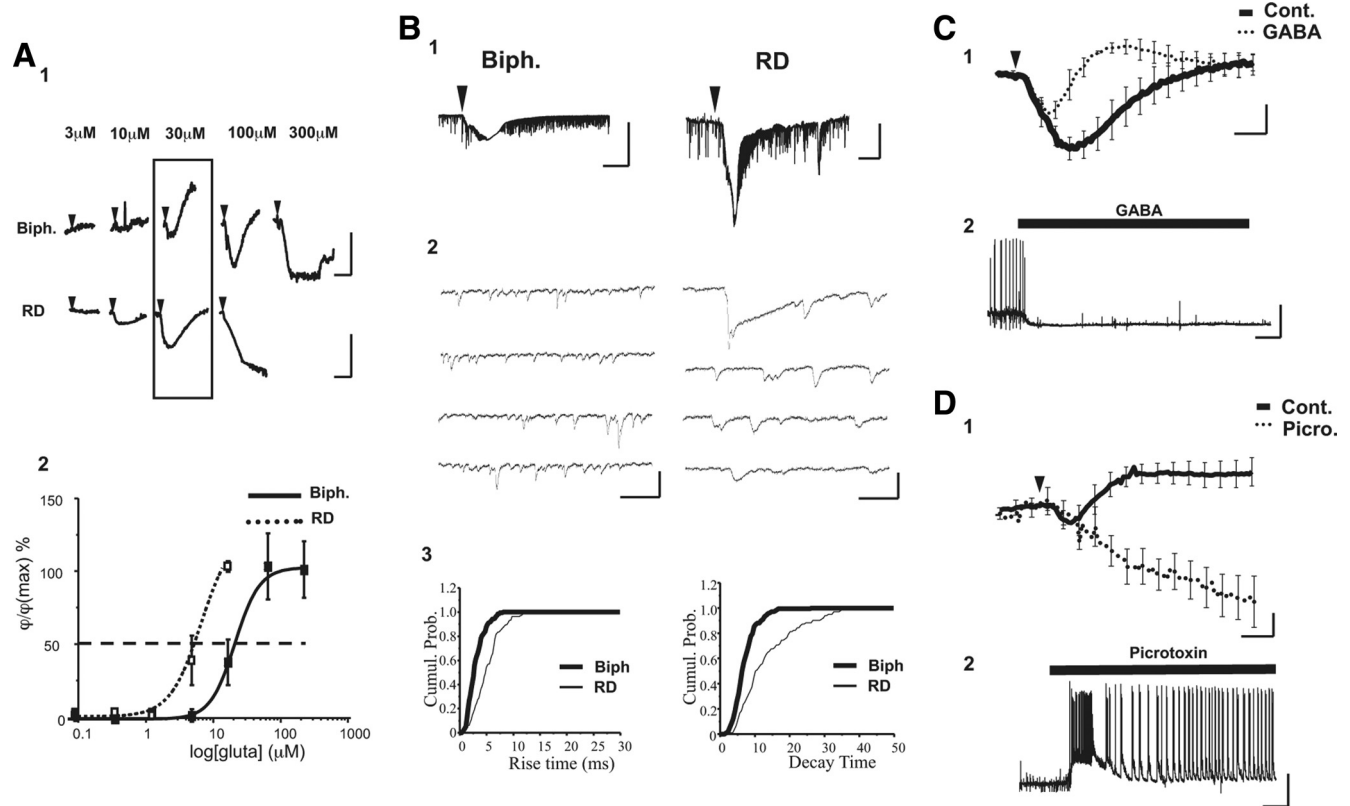 A
1
3μM 10μM 30μM 100μM 300μM
Biph.
RD
2
150
100
50
0
φ/φ(max) %
Biph.
RD
0.1 1 10 100 1000
log[gluta] (μM)
B
1
Biph. RD
2
3
1.2
1.0
0.8
0.6
0.4
0.2
0
Cumul. Prob.
Biph
RD
0 5 10 15 20 25 30
Rise time (ms)
1.2
1.0
0.8
0.6
0.4
0.2
0
Cumul. Prob.
Biph
RD
0 10 20 30 40 50
Decay Time
C
Cont.
GABA
1
2
GABA
D
Cont.
Picro.
1
2
Picrotoxin